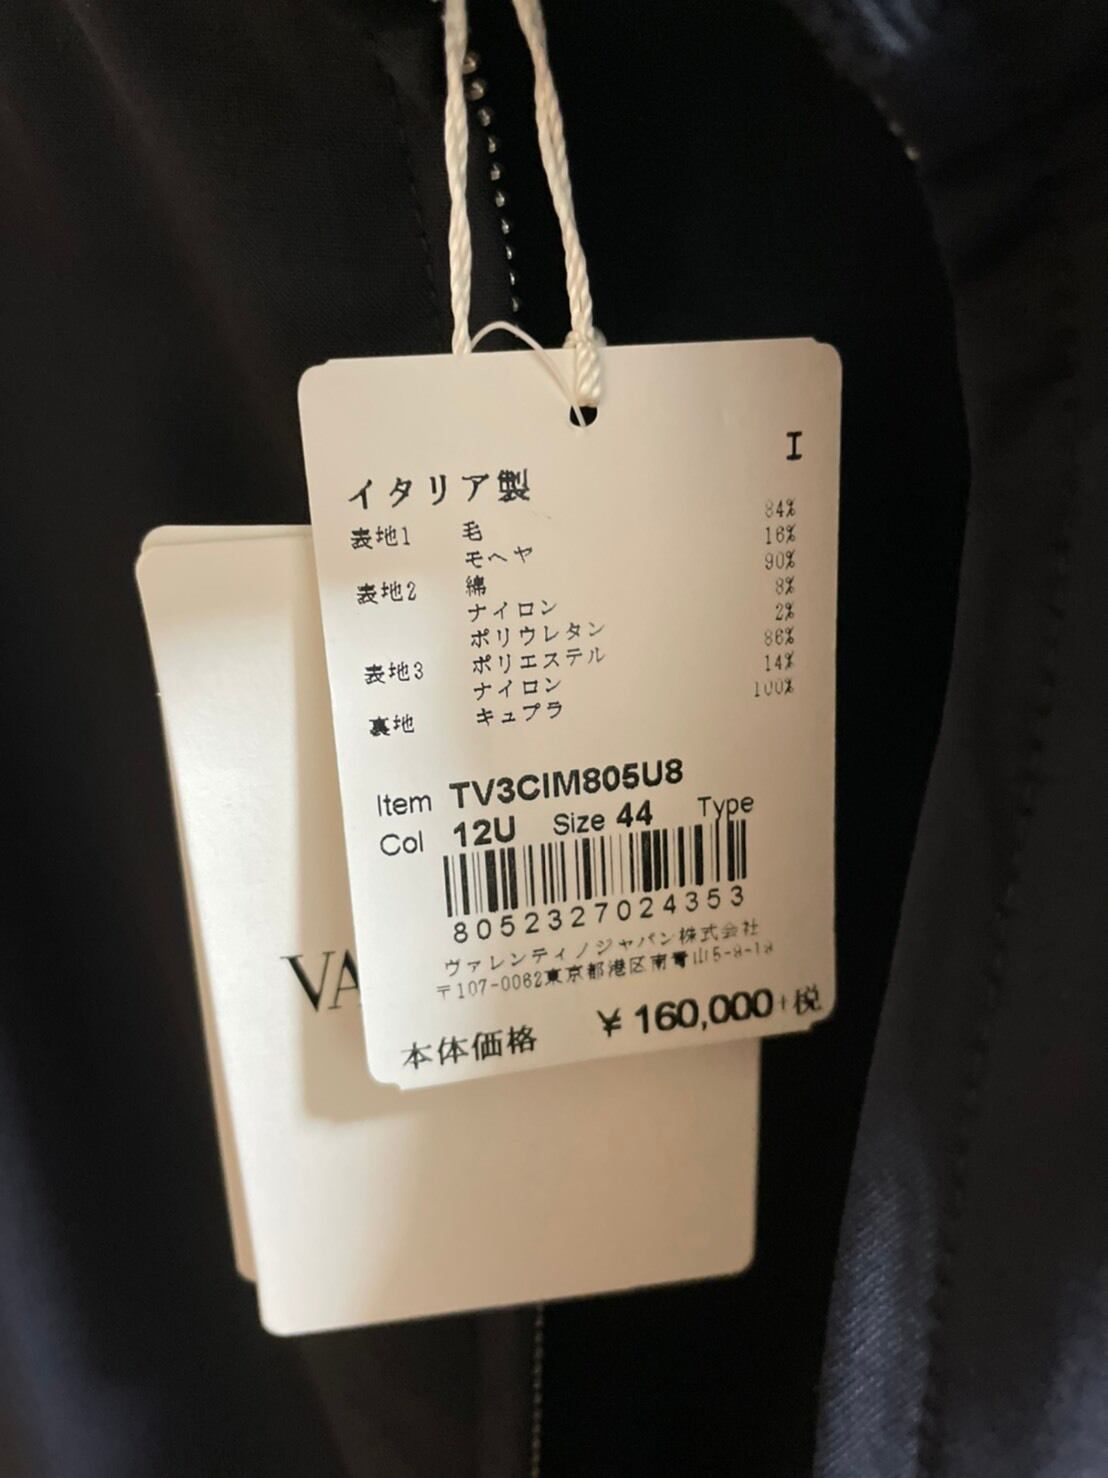 I
イタリア製
表地1 毛 84%
モヘヤ 16%
表地2 綿 90%
ナイロン 8%
ポリウレタン 2%
表地3 ポリエステル 86%
ナイロン 14%
裏地 キュプラ 100%
Item TV3CIM805U8
Col 12U Size 44 Type
8052327024353
ヴァレンティノジャパン株式会社
〒107-0062東京都港区南青山5-8-18
本体価格 ¥160,000+税
VA